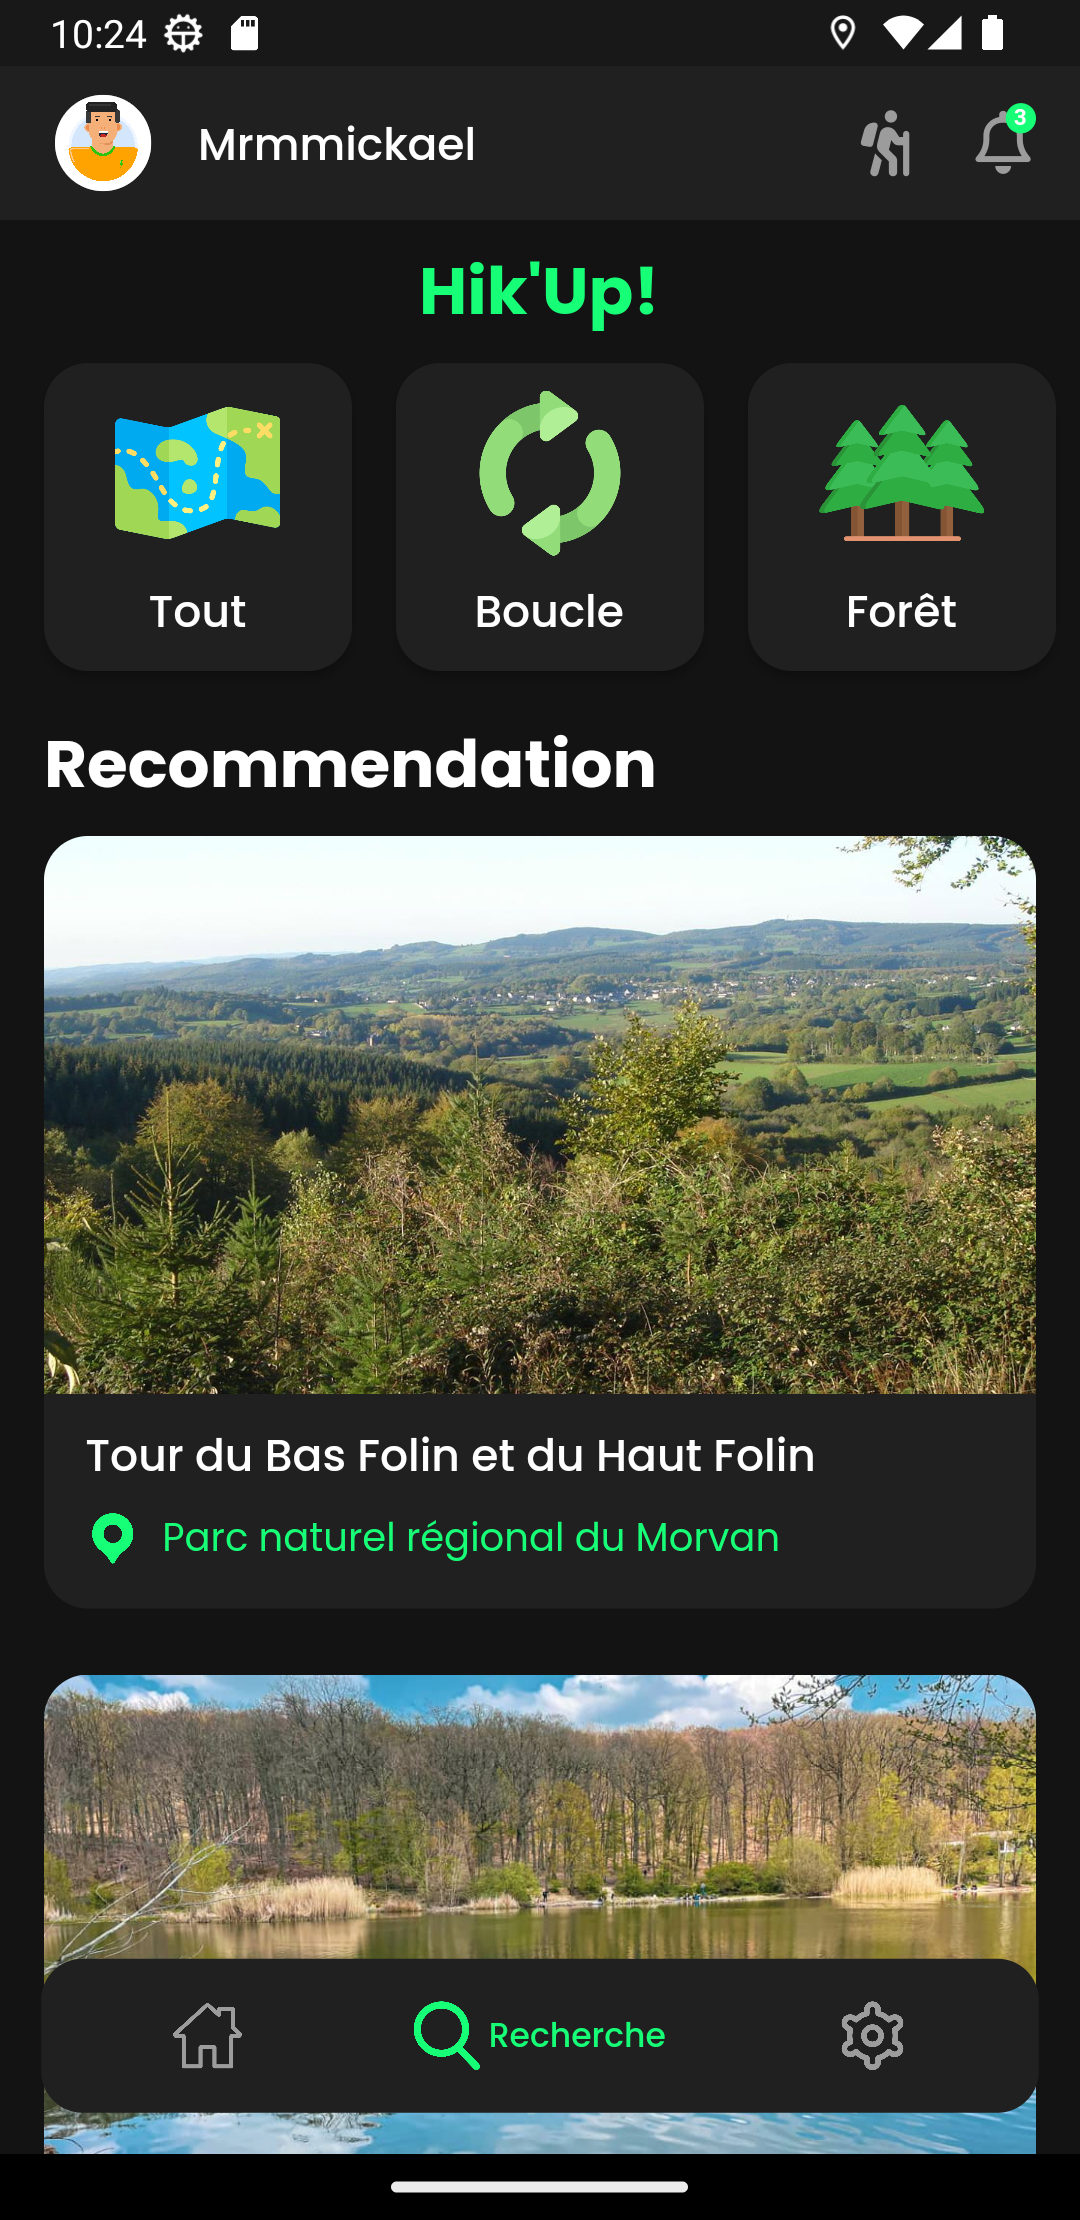 10:24
Mrmmickael
3
Hik'Up!
Tout
Boucle
Forêt
Recommendation
Tour du Bas Folin et du Haut Folin
Parc naturel régional du Morvan
Recherche